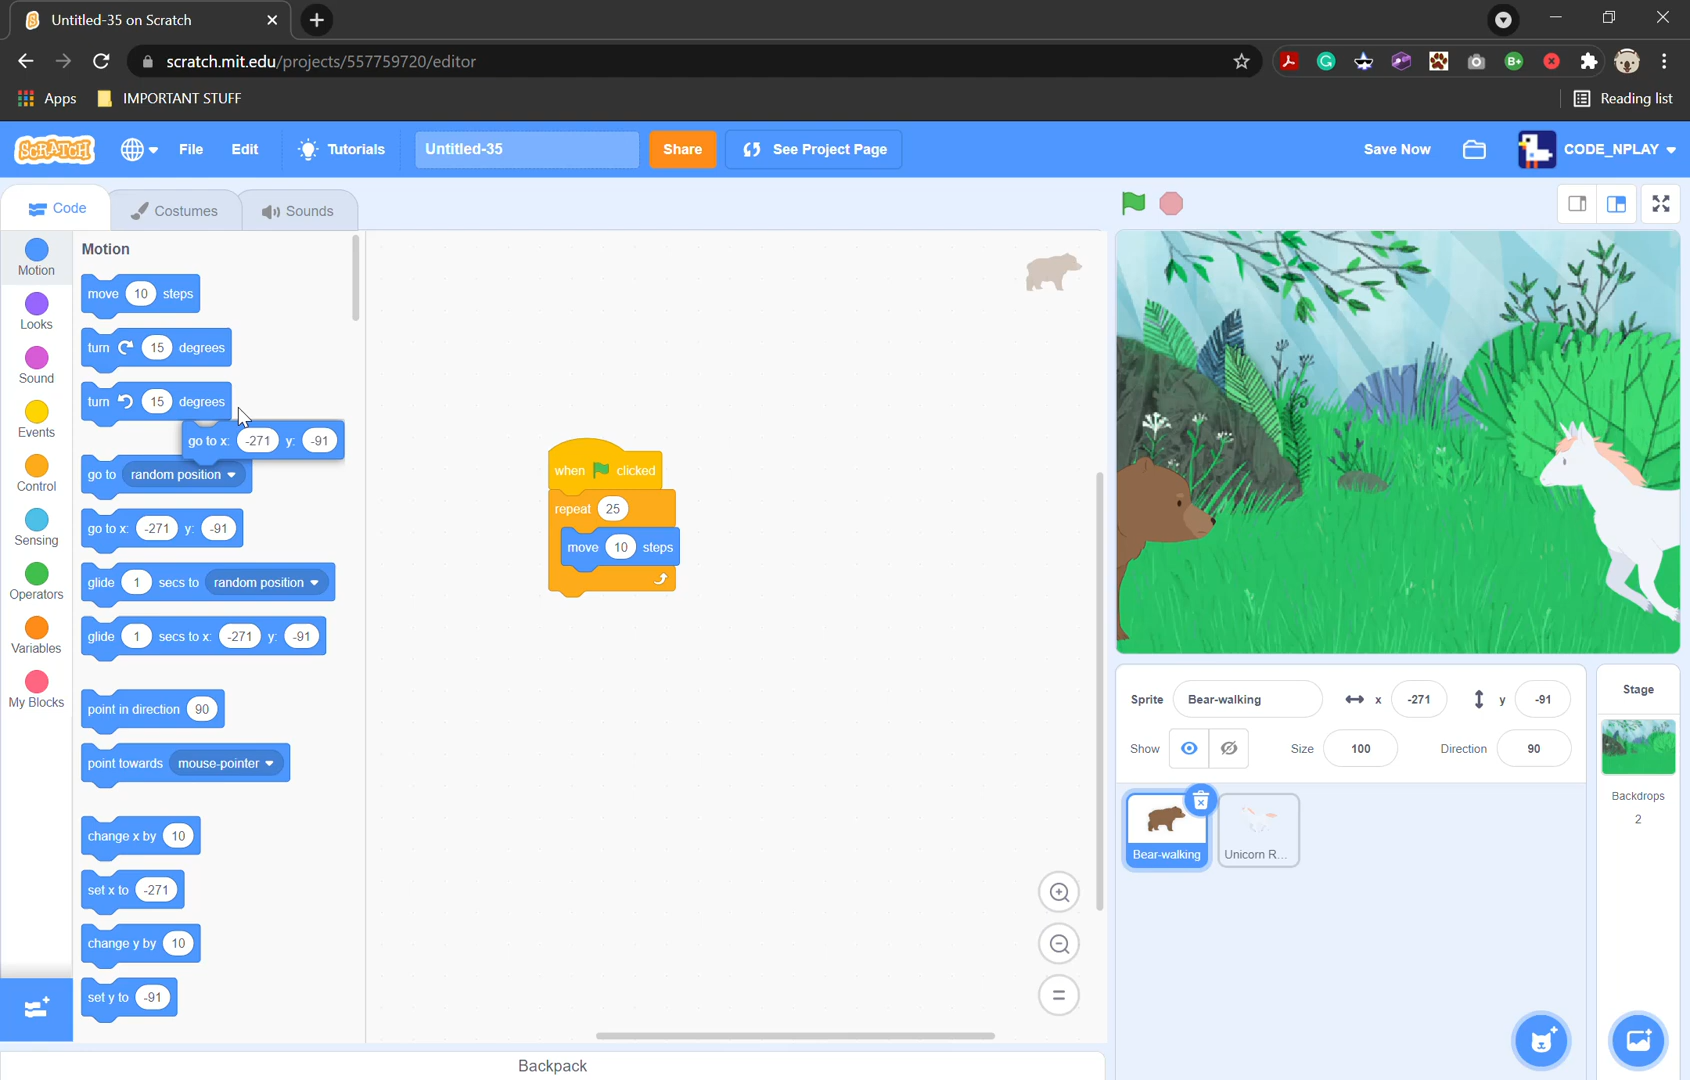 Untitled-35 on Scratch
scratch.mit.edu/projects/557759720/editor
Apps IMPORTANT STUFF Reading list
SCRATCH File Edit Tutorials Untitled-35 Share See Project Page Save Now CODE_NPLAY
Code Costumes Sounds
Motion
Looks
Sound
Events
Control
Sensing
Operators
Variables
My Blocks
Motion
move 10 steps
turn 15 degrees
turn 15 degrees
go to x: -271 y: -91
go to random position
go to x: -271 y: -91
glide 1 secs to random position
glide 1 secs to x: -271 y: -91
point in direction 90
point towards mouse-pointer
change x by 10
set x to -271
change y by 10
set y to -91
when clicked
repeat 25
move 10 steps
Backpack
Sprite Bear-walking x -271 y -91
Show Size 100 Direction 90
Bear-walking
Unicorn R...
Stage
Backdrops
2